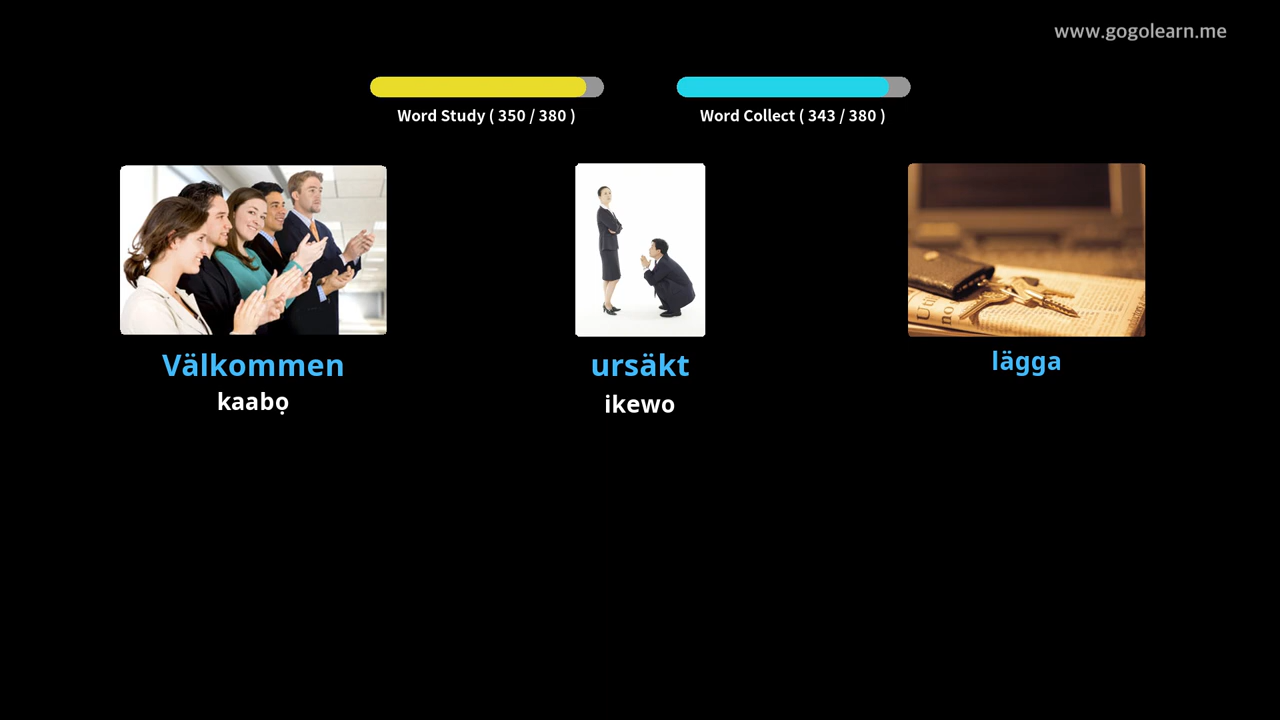 www.gogolearn.me
Word Study ( 350 / 380 )
Word Collect ( 343 / 380 )
Välkommen
kaabọ
ursäkt
ikewo
lägga